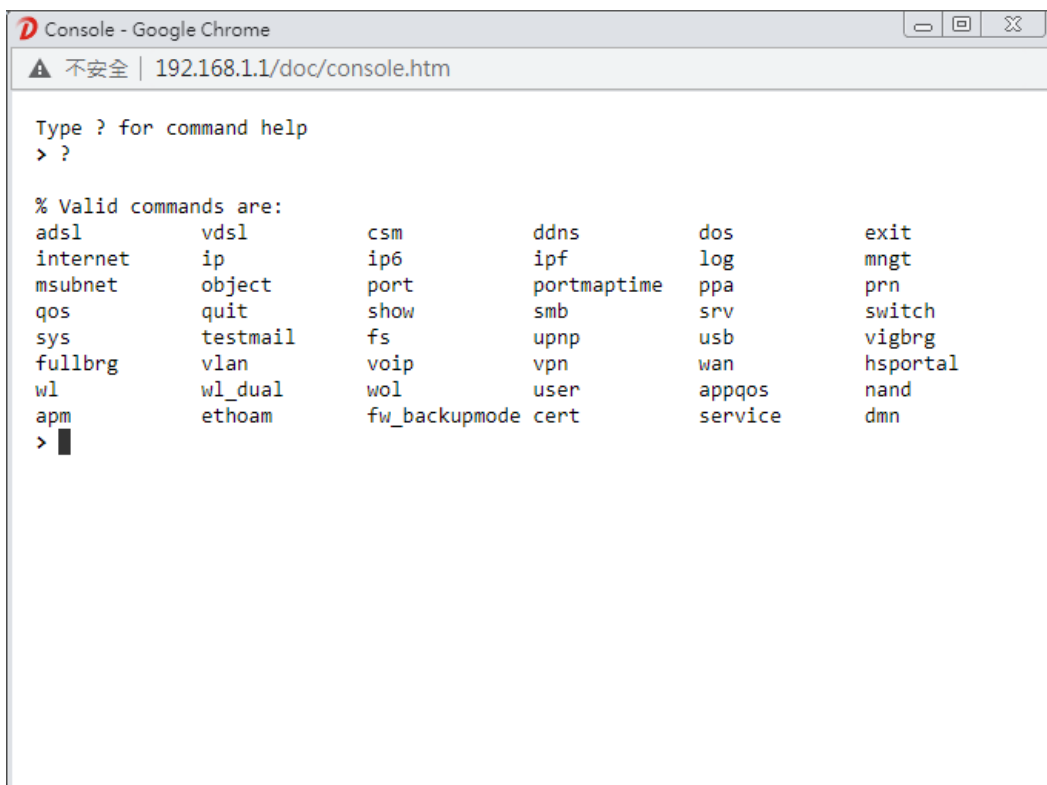 Console - Google Chrome
不安全 | 192.168.1.1/doc/console.htm
Type ? for command help
> ?
% Valid commands are:
adsl vdsl csm ddns dos exit
internet ip ip6 ipf log mngt
msubnet object port portmaptime ppa prn
qos quit show smb srv switch
sys testmail fs upnp usb vigbrg
fullbrg vlan voip vpn wan hsportal
wl wl_dual wol user appqos nand
apm ethoam fw_backupmode cert service dmn
>